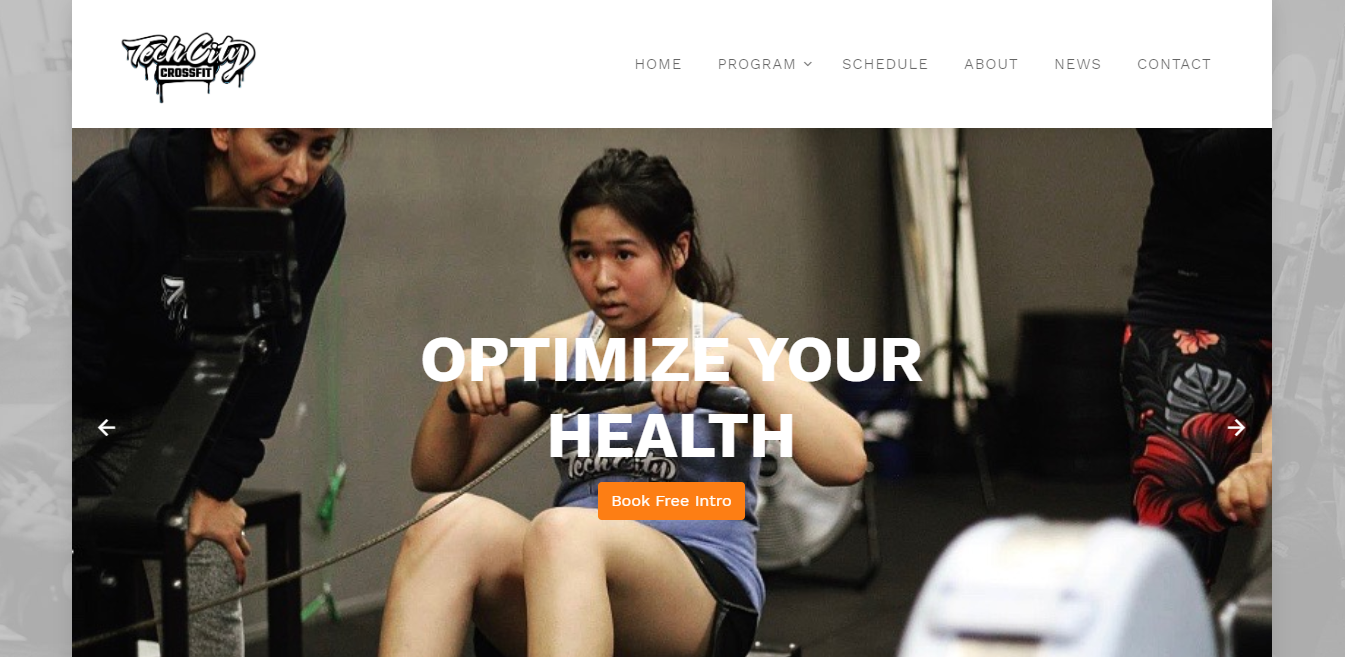 Tech City
CROSSFIT
HOME PROGRAM SCHEDULE ABOUT NEWS CONTACT
OPTIMIZE YOUR
HEALTH
Tech City
Book Free Intro